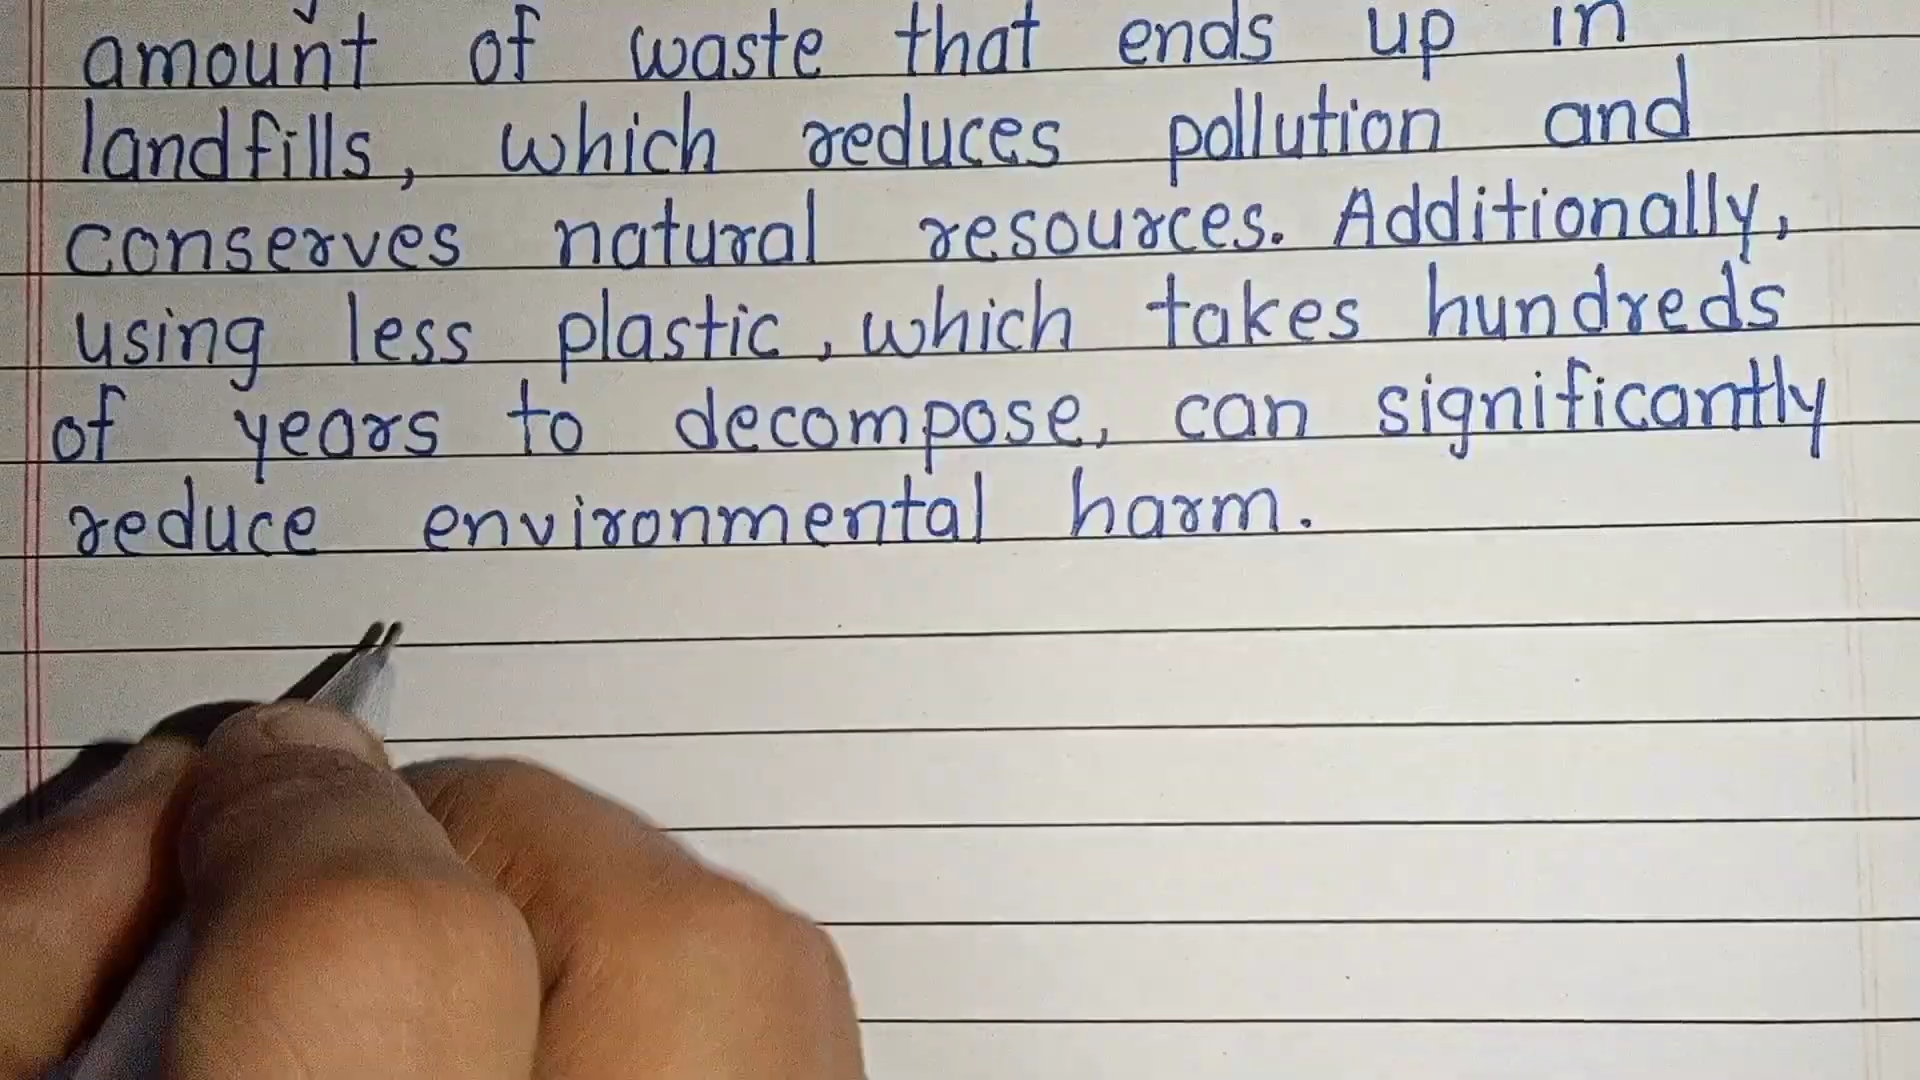 amount of waste that ends up in
landfills, which reduces pollution and
conserves natural resources. Additionally,
using less plastic, which takes hundreds
of years to decompose, can significantly
reduce environmental harm.